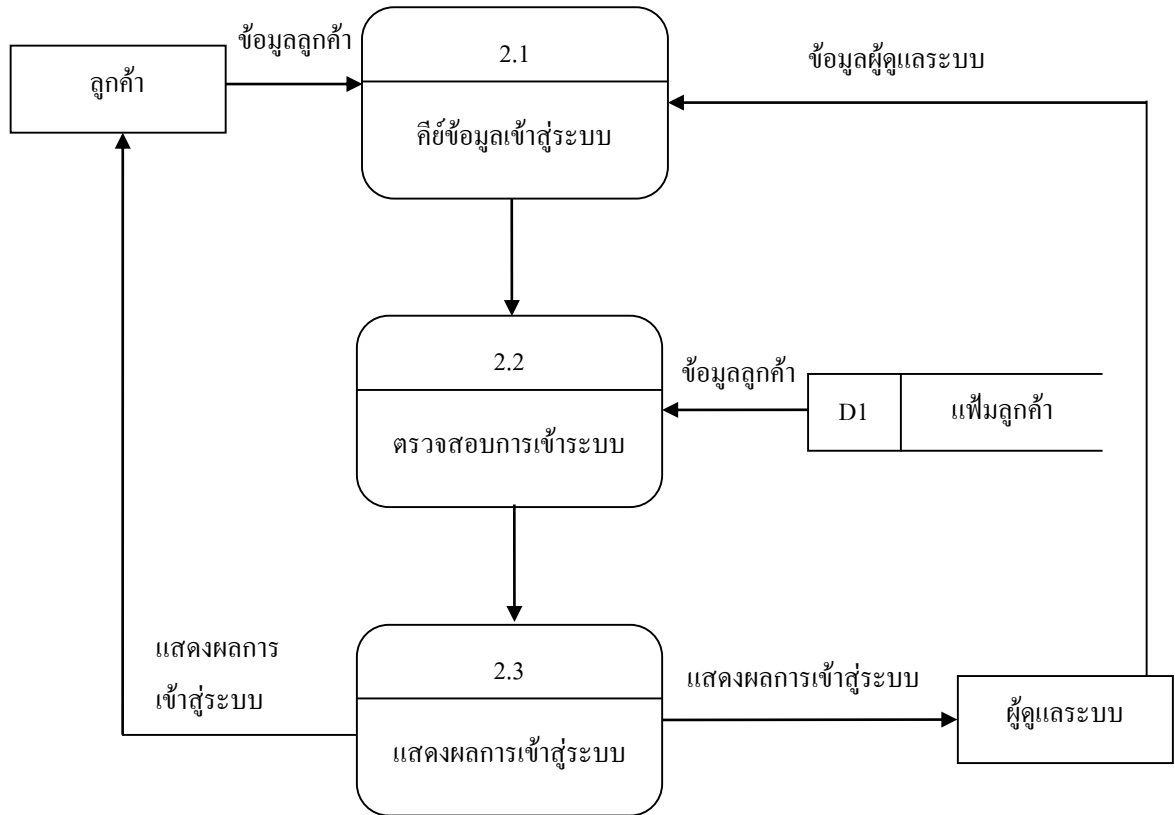 ข้อมูลลูกค้า
ลูกค้า
2.1
คีย์ข้อมูลเข้าสู่ระบบ
ข้อมูลผู้ดูแลระบบ
2.2
ตรวจสอบการเข้าระบบ
ข้อมูลลูกค้า
D1
แฟ้มลูกค้า
แสดงผลการ
เข้าสู่ระบบ
2.3
แสดงผลการเข้าสู่ระบบ
แสดงผลการเข้าสู่ระบบ
ผู้ดูแลระบบ